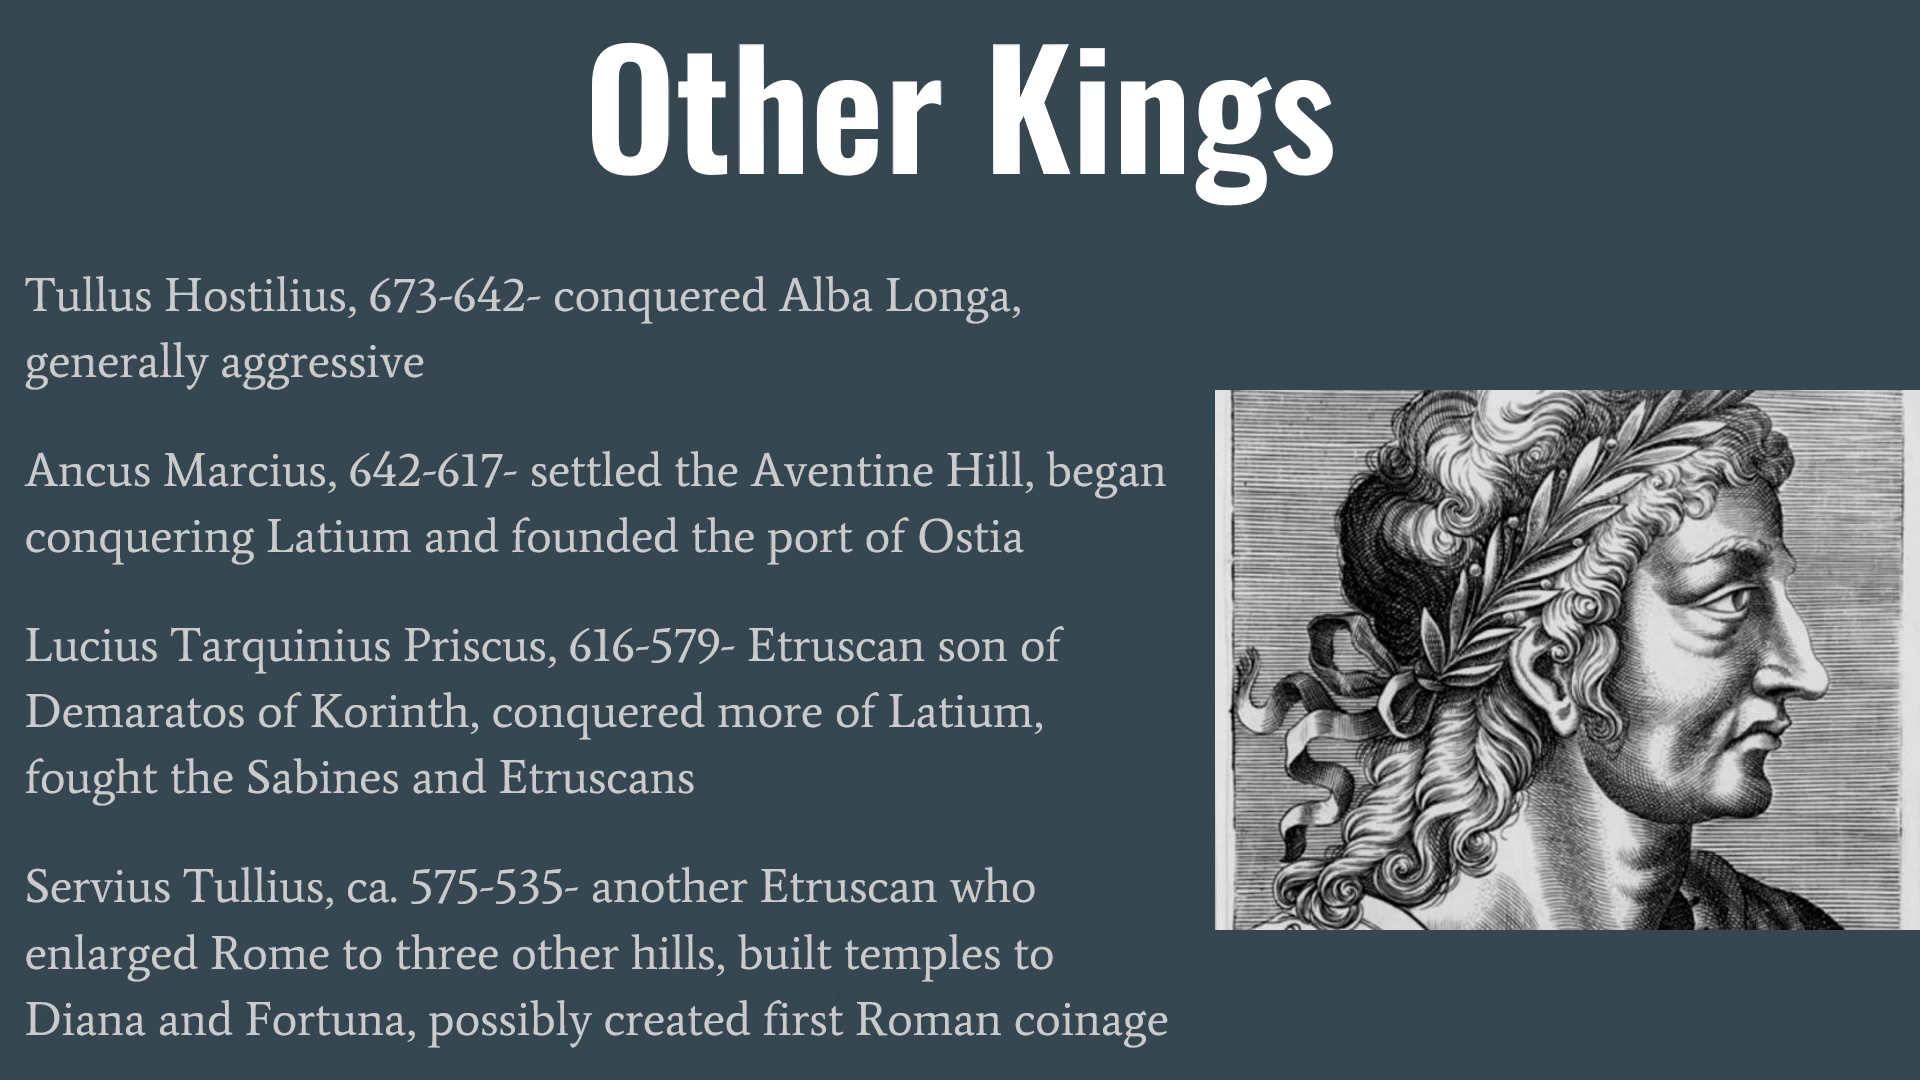 Other Kings
Tullus Hostilius, 673-642- conquered Alba Longa,
generally aggressive
Ancus Marcius, 642-617- settled the Aventine Hill, began
conquering Latium and founded the port of Ostia
Lucius Tarquinius Priscus, 616-579- Etruscan son of
Demaratos of Korinth, conquered more of Latium,
fought the Sabines and Etruscans
Servius Tullius, ca. 575-535- another Etruscan who
enlarged Rome to three other hills, built temples to
Diana and Fortuna, possibly created first Roman coinage